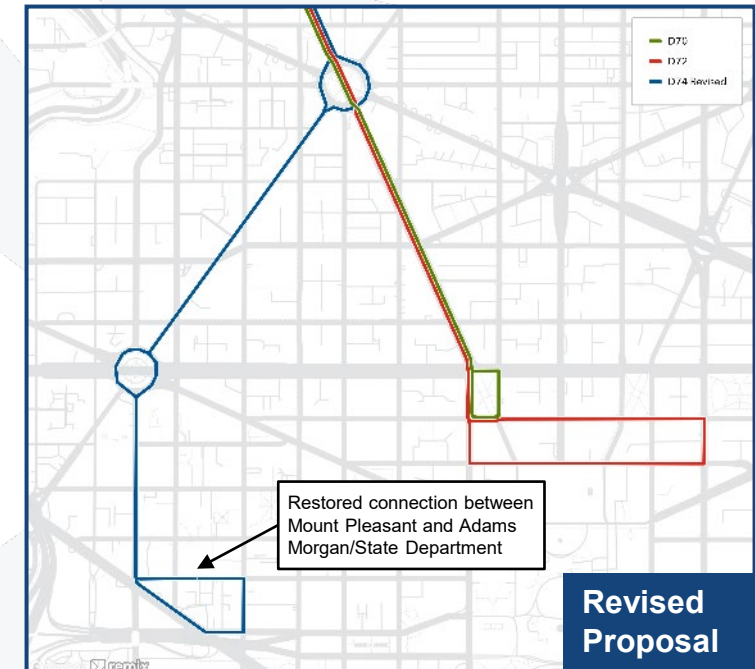 D70
D72
D74 Revised
Restored connection between
Mount Pleasant and Adams
Morgan/State Department
Revised
Proposal
remix